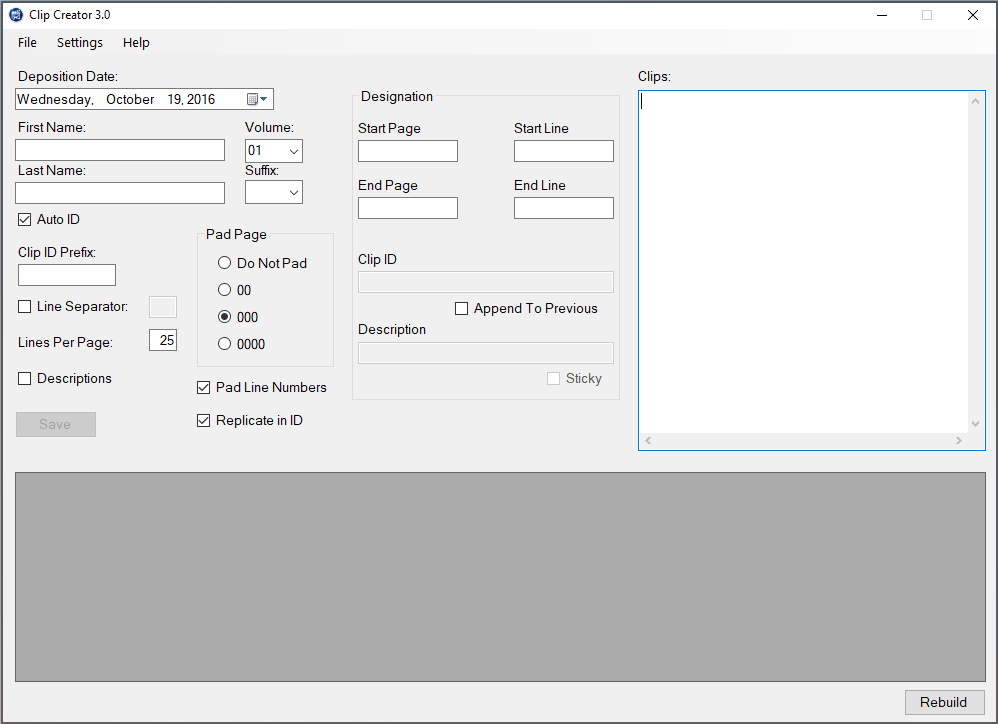 Clip Creator 3.0
File Settings Help
Deposition Date:
Wednesday, October 19, 2016
First Name:
Volume:
01
Last Name:
Suffix:
Auto ID
Clip ID Prefix:
Line Separator:
Lines Per Page:
25
Descriptions
Save
Pad Page
Do Not Pad
00
000
0000
Pad Line Numbers
Replicate in ID
Designation
Start Page
Start Line
End Page
End Line
Clip ID
Append To Previous
Description
Sticky
Clips:
Rebuild